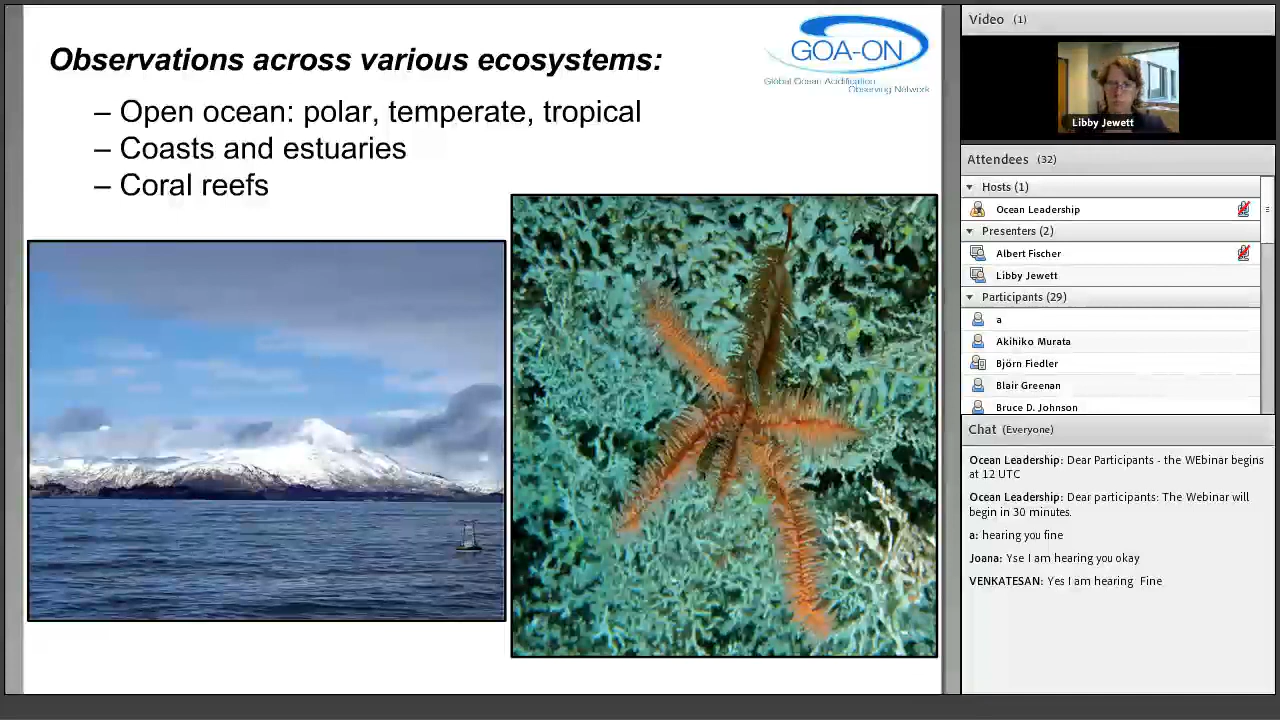 Observations across various ecosystems:
– Open ocean: polar, temperate, tropical
– Coasts and estuaries
– Coral reefs
GOA-ON
Global Ocean Acidification
Observing Network
Video (1)
Libby Jewett
Attendees (32)
Hosts (1)
Ocean Leadership
Presenters (2)
Albert Fischer
Libby Jewett
Participants (29)
a
Akihiko Murata
Björn Fiedler
Blair Greenan
Bruce D. Johnson
Chat (Everyone)
Ocean Leadership: Dear Participants - the WEbinar begins
at 12 UTC
Ocean Leadership: Dear participants: The Webinar will
begin in 30 minutes.
a: hearing you fine
Joana: Yse I am hearing you okay
VENKATESAN: Yes I am hearing Fine